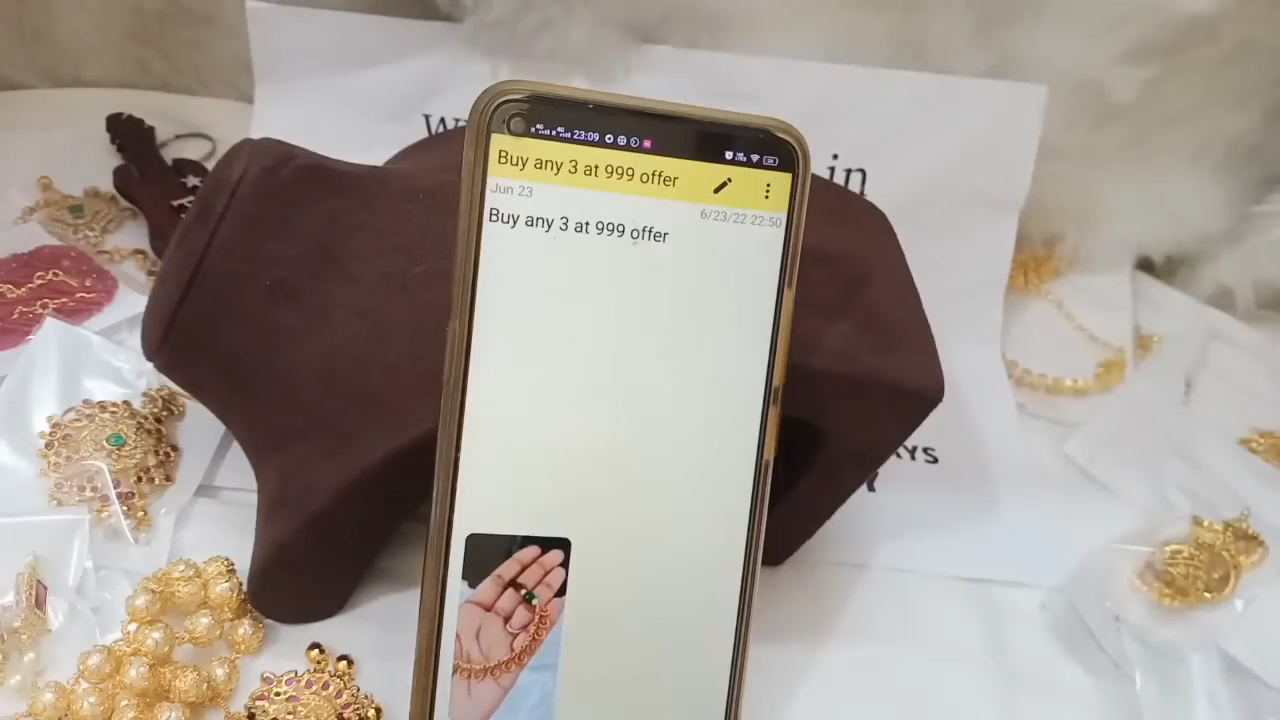 in
23:09
Buy any 3 at 999 offer
Jun 23
6/23/22 22:50
Buy any 3 at 999 offer